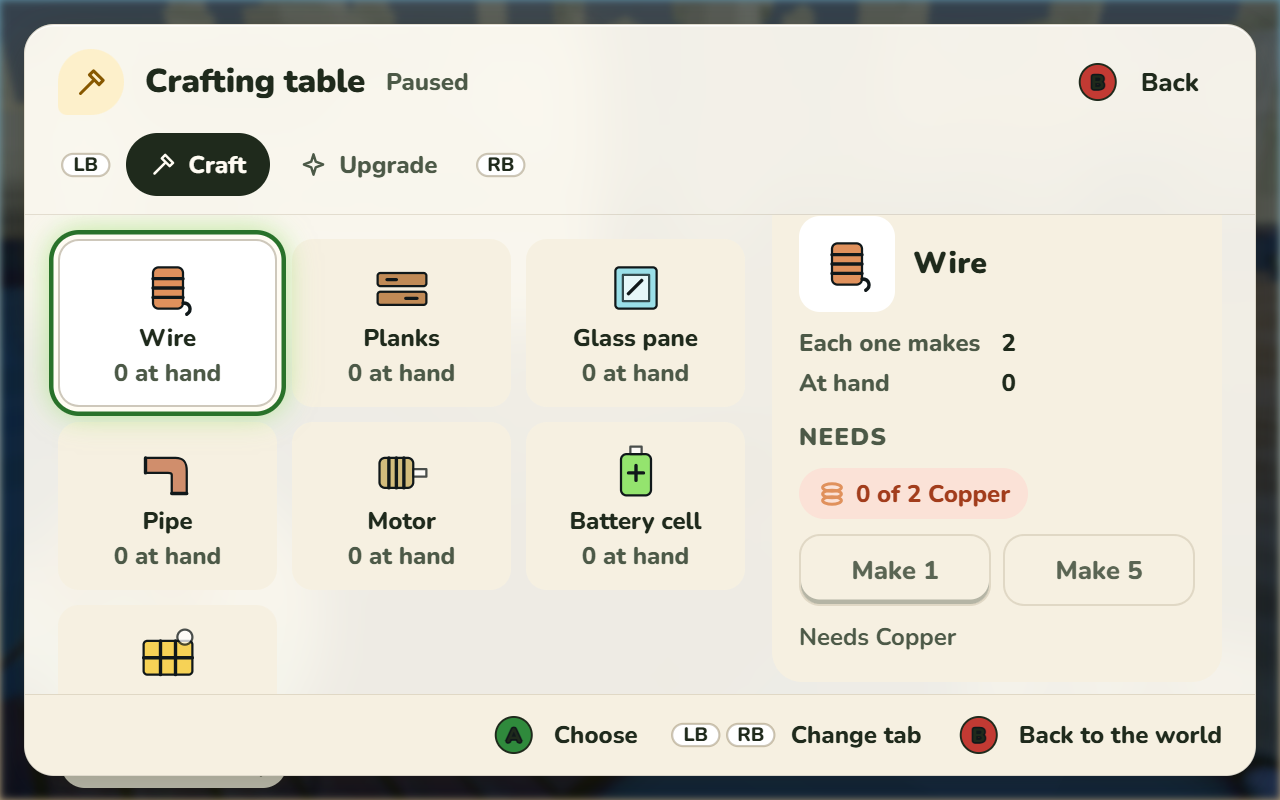 Crafting table Paused
B Back
LB Craft Upgrade RB
Wire
0 at hand
Planks
0 at hand
Glass pane
0 at hand
Pipe
0 at hand
Motor
0 at hand
Battery cell
0 at hand
Wire
Each one makes 2
At hand 0
NEEDS
0 of 2 Copper
Make 1 Make 5
Needs Copper
A Choose LB RB Change tab B Back to the world